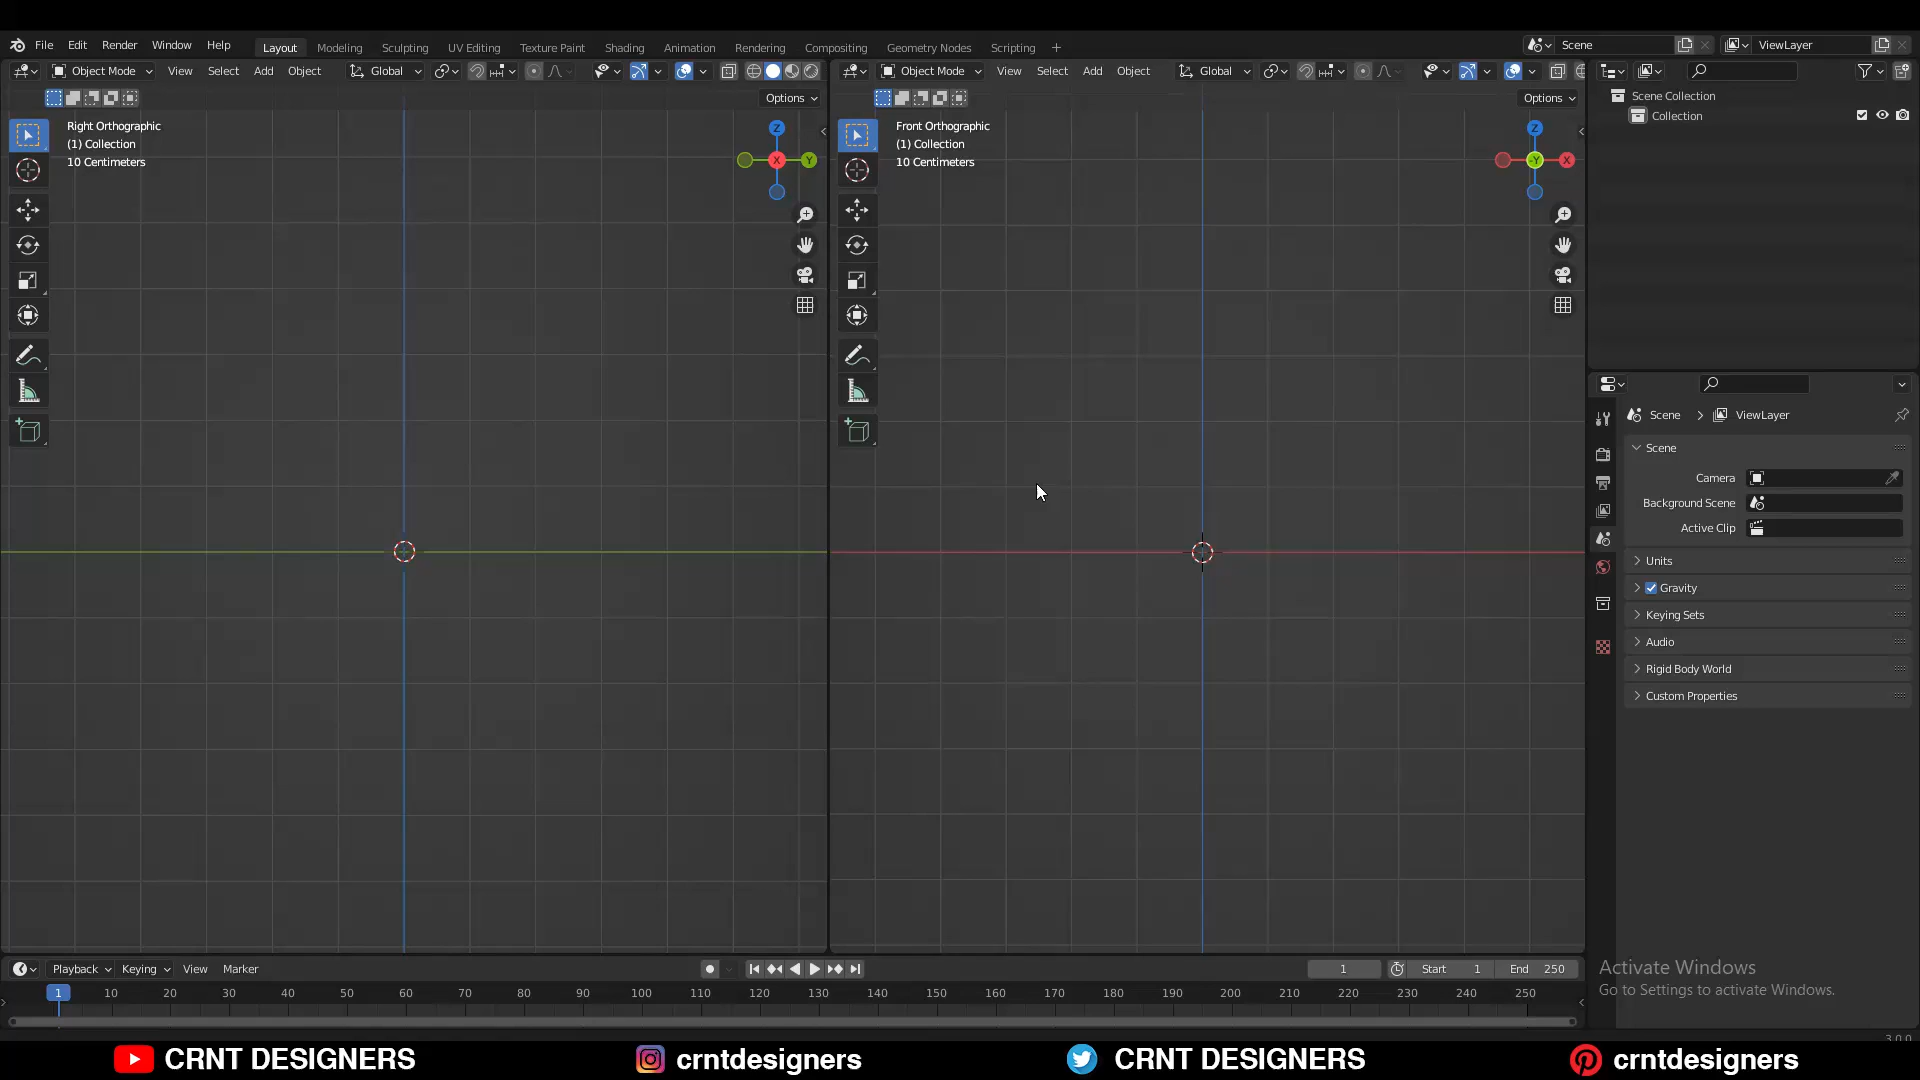 File Edit Render Window Help Layout Modeling Sculpting UV Editing Texture Paint Shading Animation Rendering Compositing Geometry Nodes Scripting + Scene ViewLayer
Object Mode View Select Add Object Global
Object Mode View Select Add Object Global
Options
Options
Right Orthographic
(1) Collection
10 Centimeters
Z
X
Y
Front Orthographic
(1) Collection
10 Centimeters
Z
-Y
X
Scene Collection
Collection
Scene > ViewLayer
Scene
Camera
Background Scene
Active Clip
Units
Gravity
Keying Sets
Audio
Rigid Body World
Custom Properties
Playback Keying View Marker 1 Start 1 End 250
1 10 20 30 40 50 60 70 80 90 100 110 120 130 140 150 160 170 180 190 200 210 220 230 240 250
Activate Windows
Go to Settings to activate Windows.
3.0.0
CRNT DESIGNERS crntdesigners CRNT DESIGNERS crntdesigners